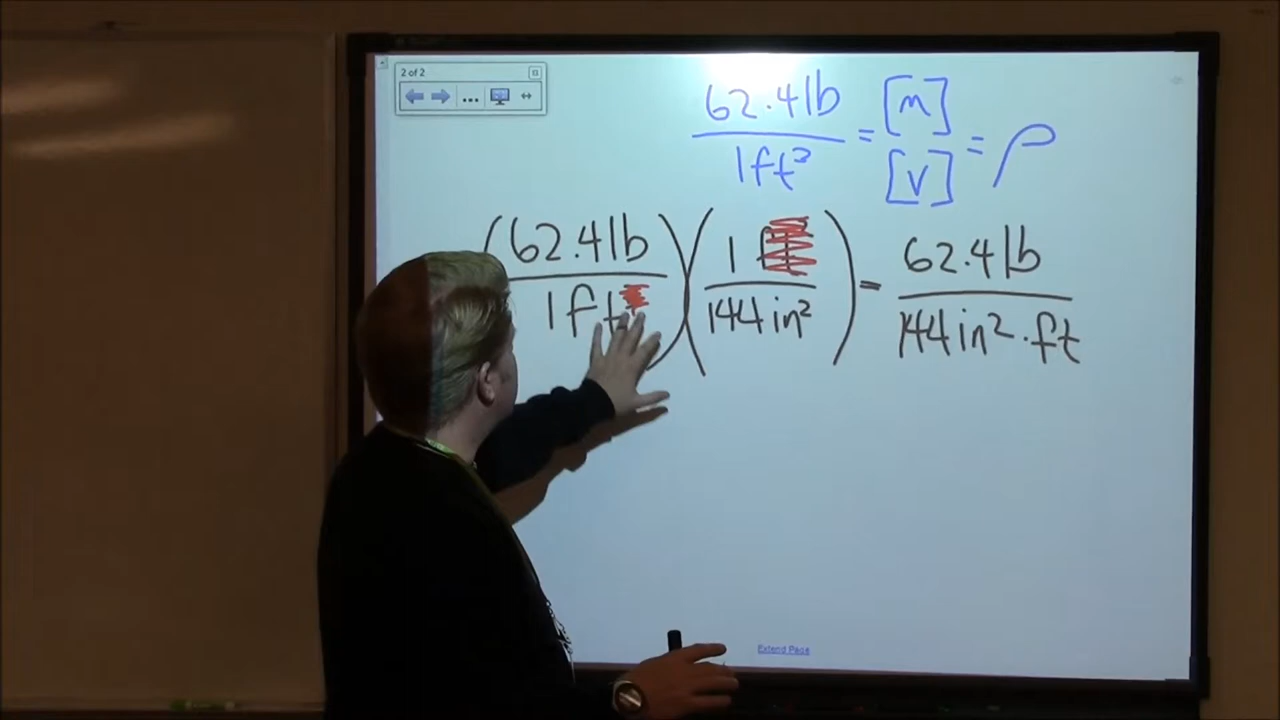 2 of 2
62.4 lb = [m] = ρ
1 ft³ [V]
(62.4 lb)(1 f ) = 62.4 lb
1 ft 144 in² 144 in² · ft
Extend Page